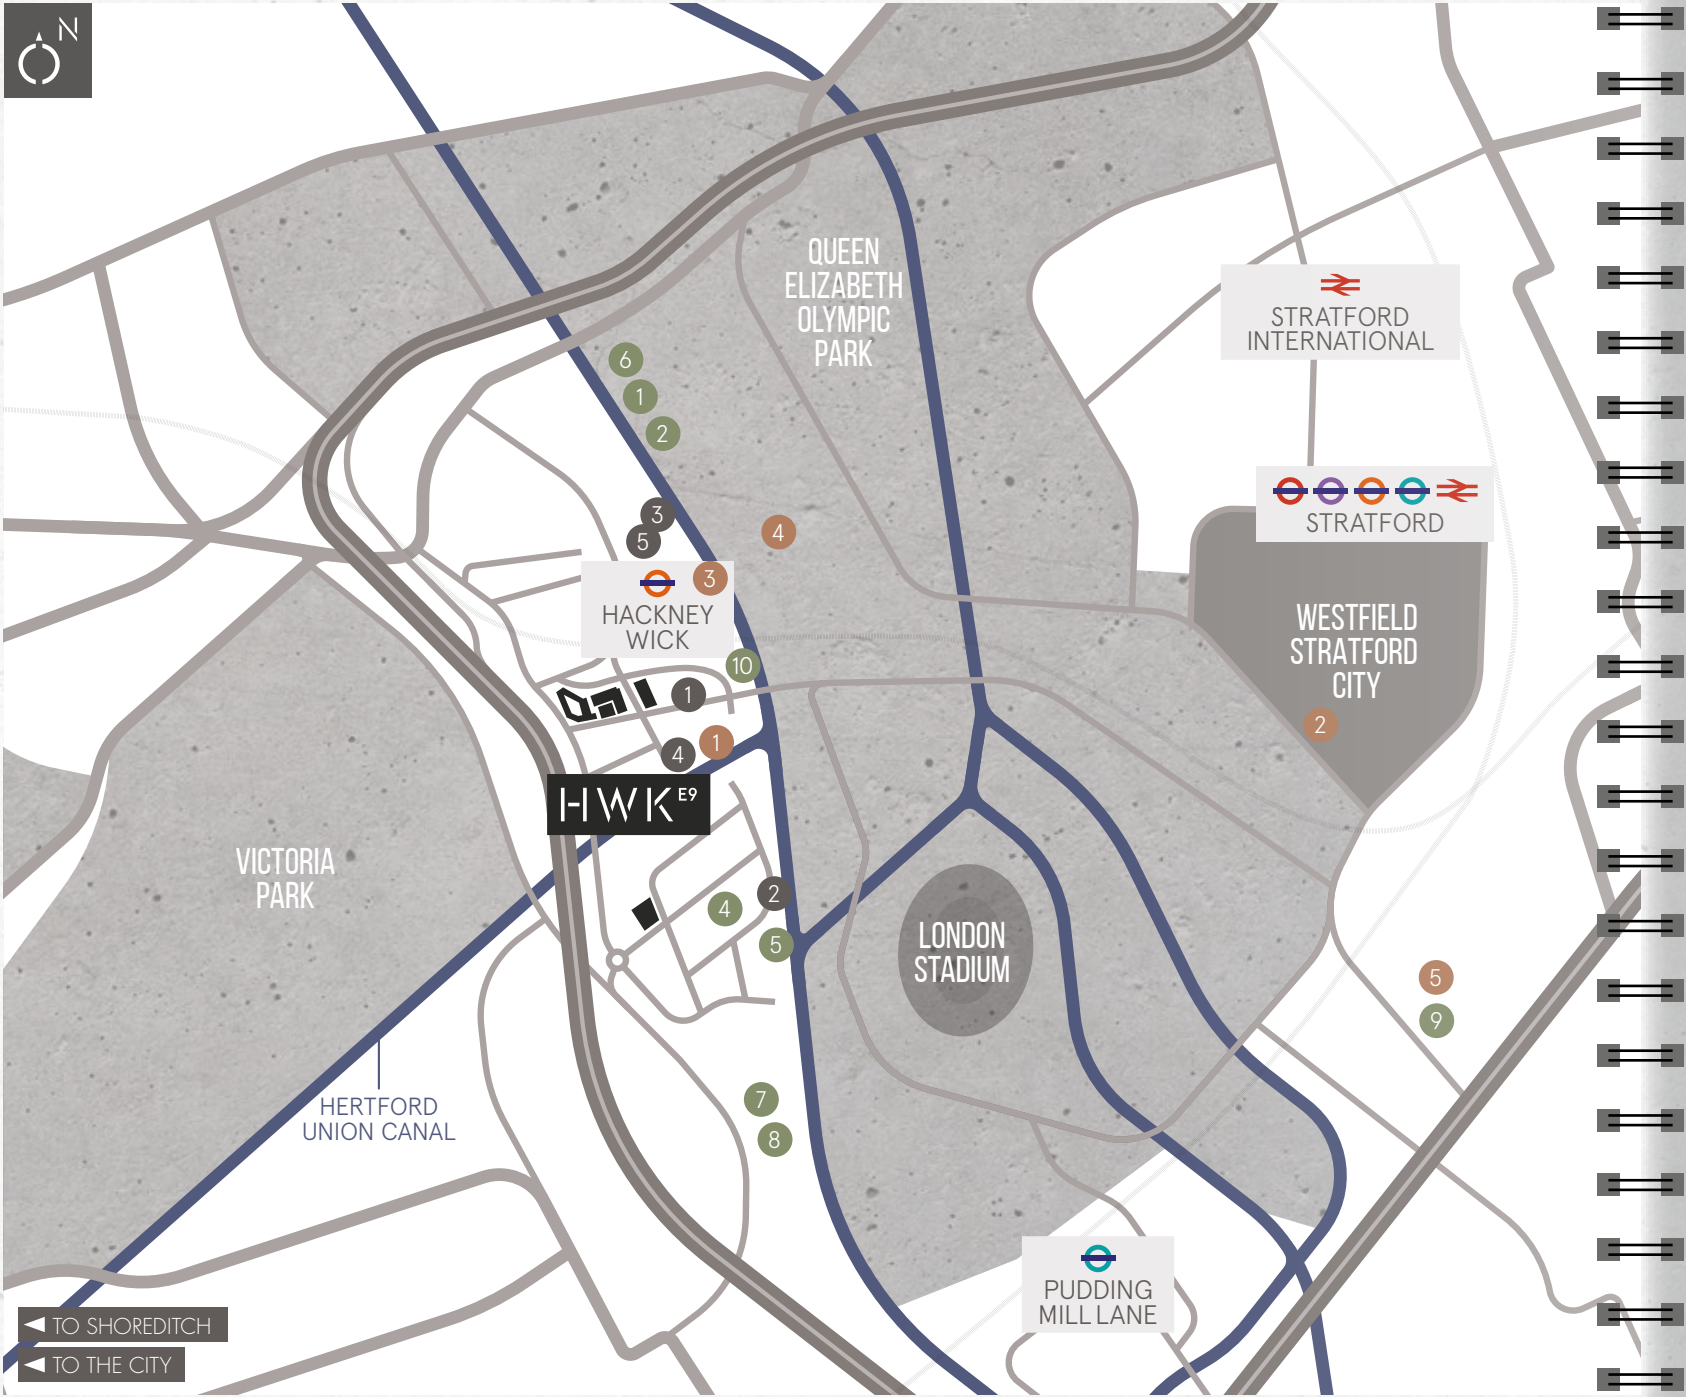 N
QUEEN
ELIZABETH
OLYMPIC
PARK
STRATFORD
INTERNATIONAL
6
1
2
STRATFORD
3
5
4
3
HACKNEY
WICK
10
WESTFIELD
STRATFORD
CITY
2
1
1
4
HWK E9
VICTORIA
PARK
2
4
5
LONDON
STADIUM
5
9
HERTFORD
UNION CANAL
7
8
PUDDING
MILL LANE
TO SHOREDITCH
TO THE CITY